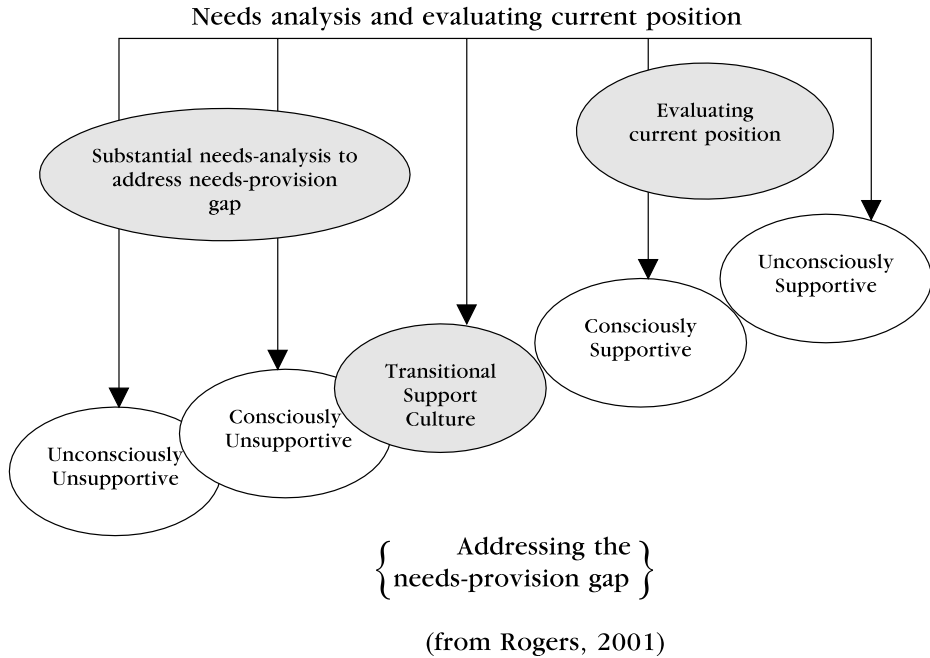 Needs analysis and evaluating current position
Evaluating
current position
Substantial needs-analysis to
address needs-provision
gap
Unconsciously
Supportive
Consciously
Supportive
Transitional
Support
Culture
Consciously
Unsupportive
Unconsciously
Unsupportive
{ Addressing the
needs-provision gap }
(from Rogers, 2001)